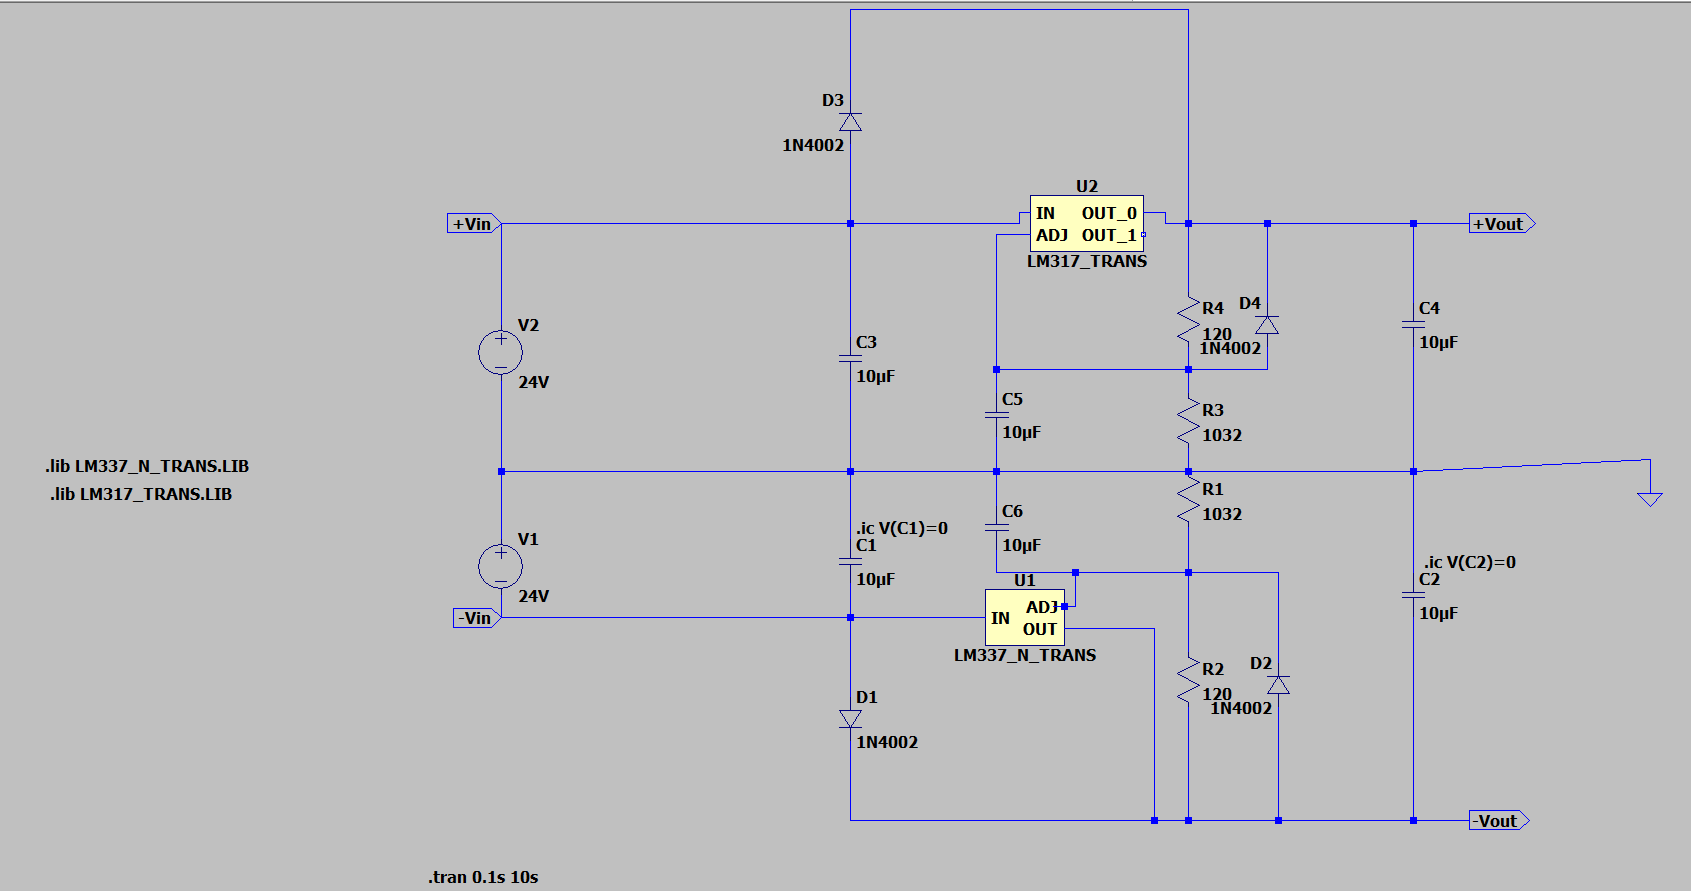 D3
1N4002
U2
+Vin
IN OUT_0
ADJ OUT_1
LM317_TRANS
+Vout
V2
24V
C3
10µF
R4
120
D4
1N4002
C4
10µF
C5
10µF
R3
1032
.lib LM337_N_TRANS.LIB
.lib LM317_TRANS.LIB
R1
1032
C6
10µF
.ic V(C1)=0
C1
10µF
V1
24V
-Vin
.ic V(C2)=0
C2
10µF
U1
ADJ
IN
OUT
LM337_N_TRANS
R2
120
D2
1N4002
D1
1N4002
-Vout
.tran 0.1s 10s